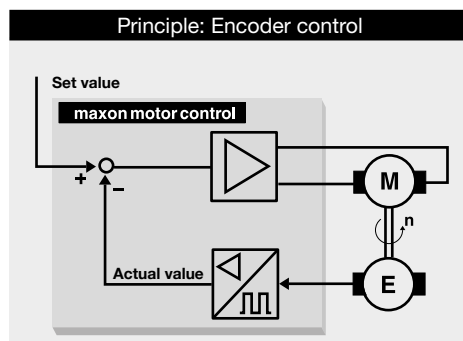 Principle: Encoder control
Set value
maxon motor control
+
−
M
n
Actual value
E